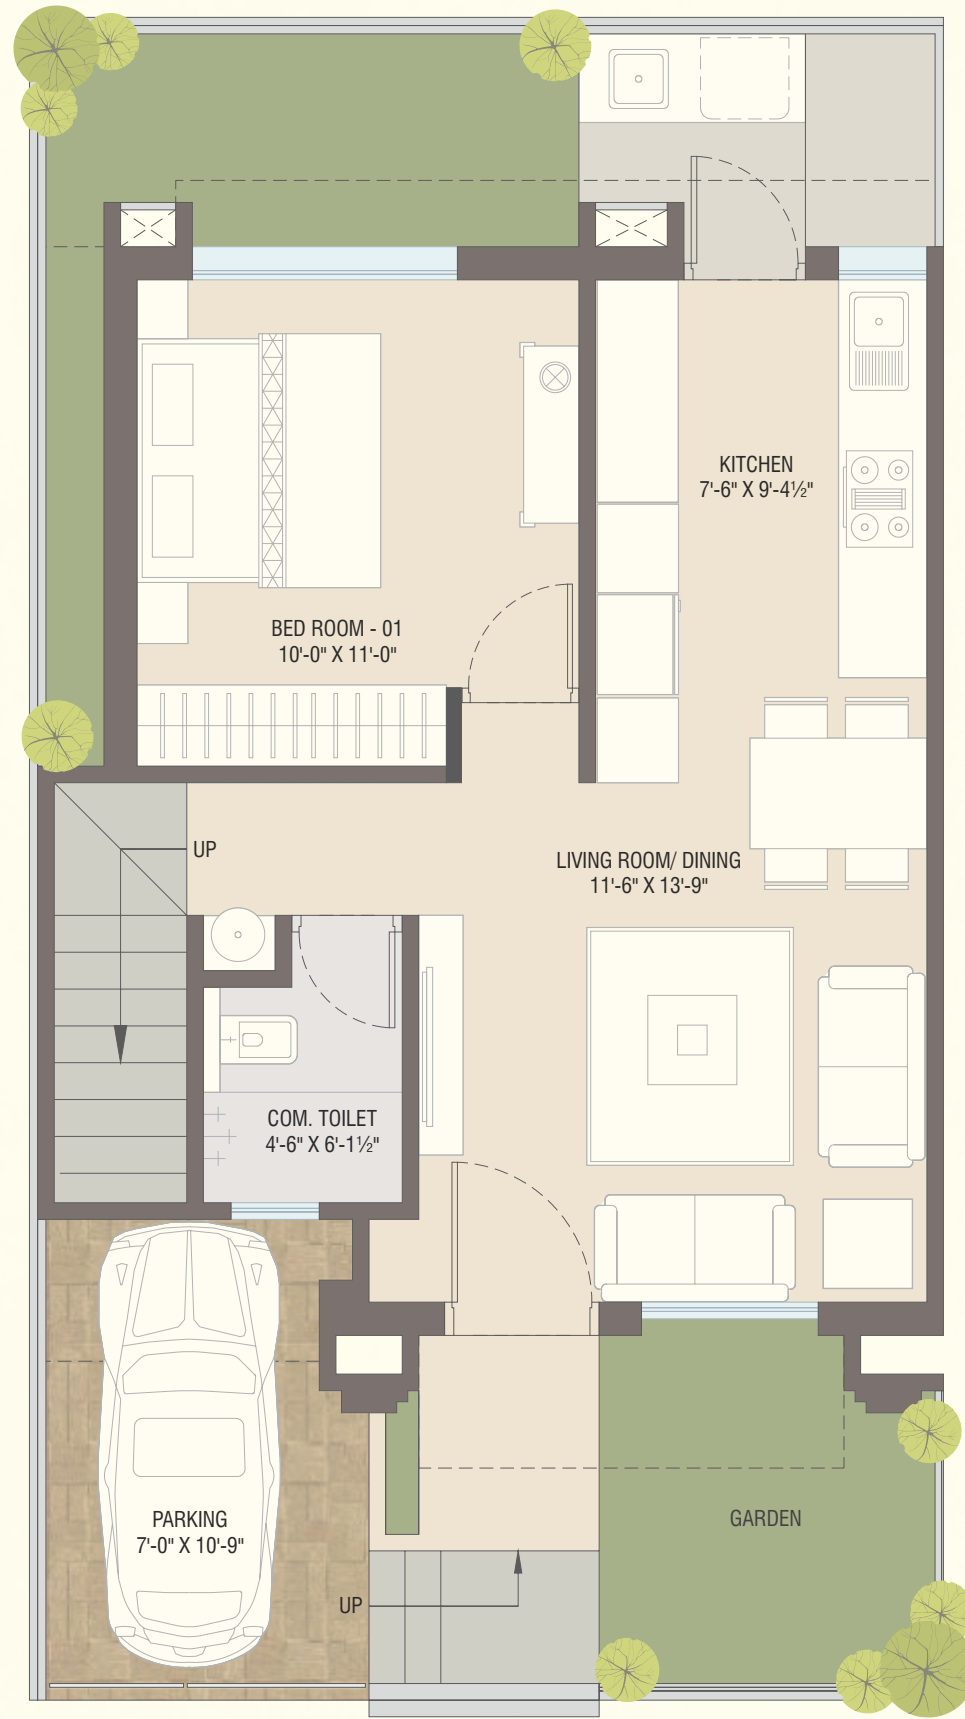 KITCHEN
7'-6" X 9'-4½"
BED ROOM - 01
10'-0" X 11'-0"
UP
LIVING ROOM/ DINING
11'-6" X 13'-9"
COM. TOILET
4'-6" X 6'-1½"
PARKING
7'-0" X 10'-9"
GARDEN
UP